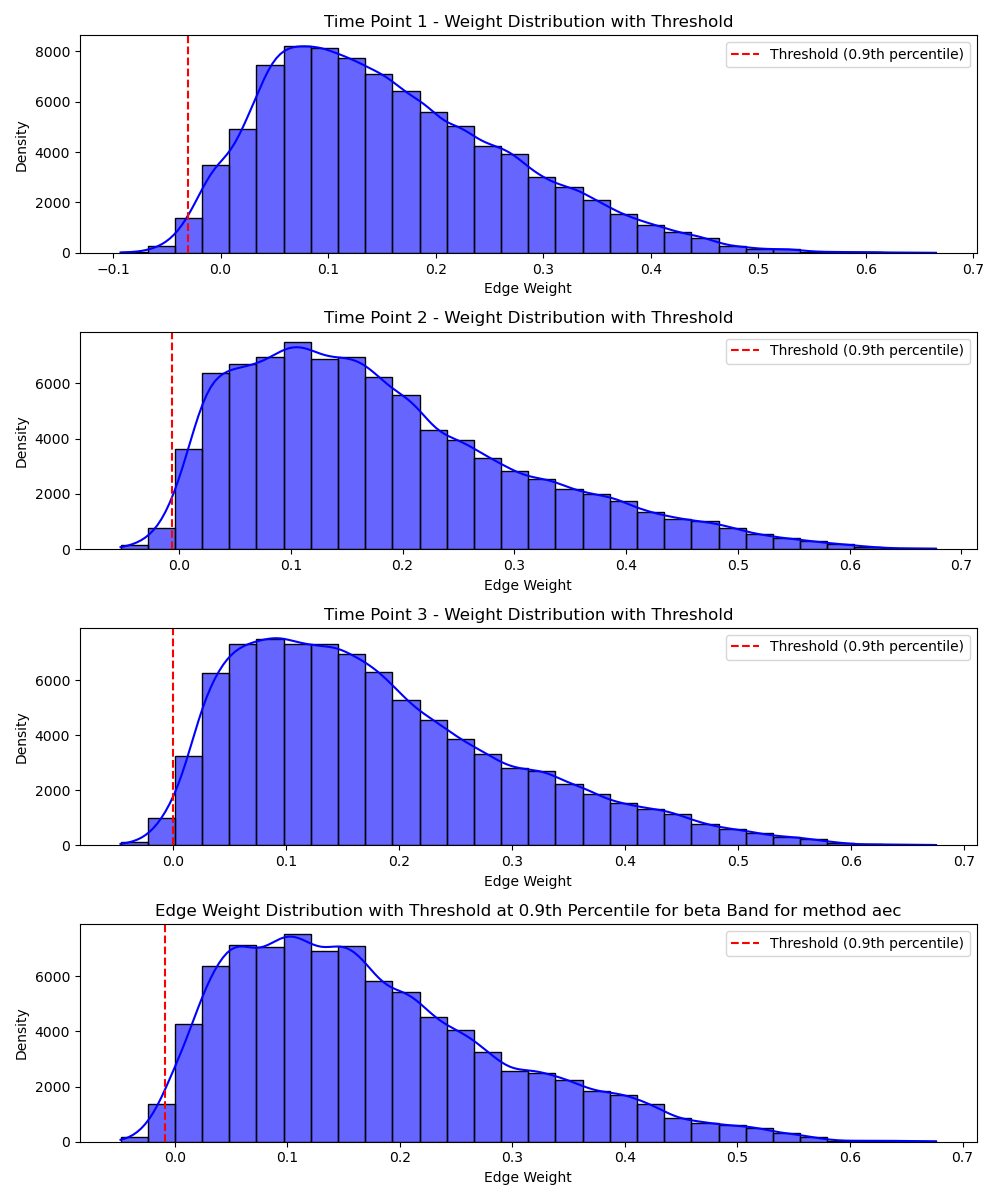 Time Point 1 - Weight Distribution with Threshold
Threshold (0.9th percentile)
Density
8000
6000
4000
2000
0
−0.1 0.0 0.1 0.2 0.3 0.4 0.5 0.6 0.7
Edge Weight
Time Point 2 - Weight Distribution with Threshold
Threshold (0.9th percentile)
Density
6000
4000
2000
0
0.0 0.1 0.2 0.3 0.4 0.5 0.6 0.7
Edge Weight
Time Point 3 - Weight Distribution with Threshold
Threshold (0.9th percentile)
Density
6000
4000
2000
0
0.0 0.1 0.2 0.3 0.4 0.5 0.6 0.7
Edge Weight
Edge Weight Distribution with Threshold at 0.9th Percentile for beta Band for method aec
Threshold (0.9th percentile)
Density
6000
4000
2000
0
0.0 0.1 0.2 0.3 0.4 0.5 0.6 0.7
Edge Weight